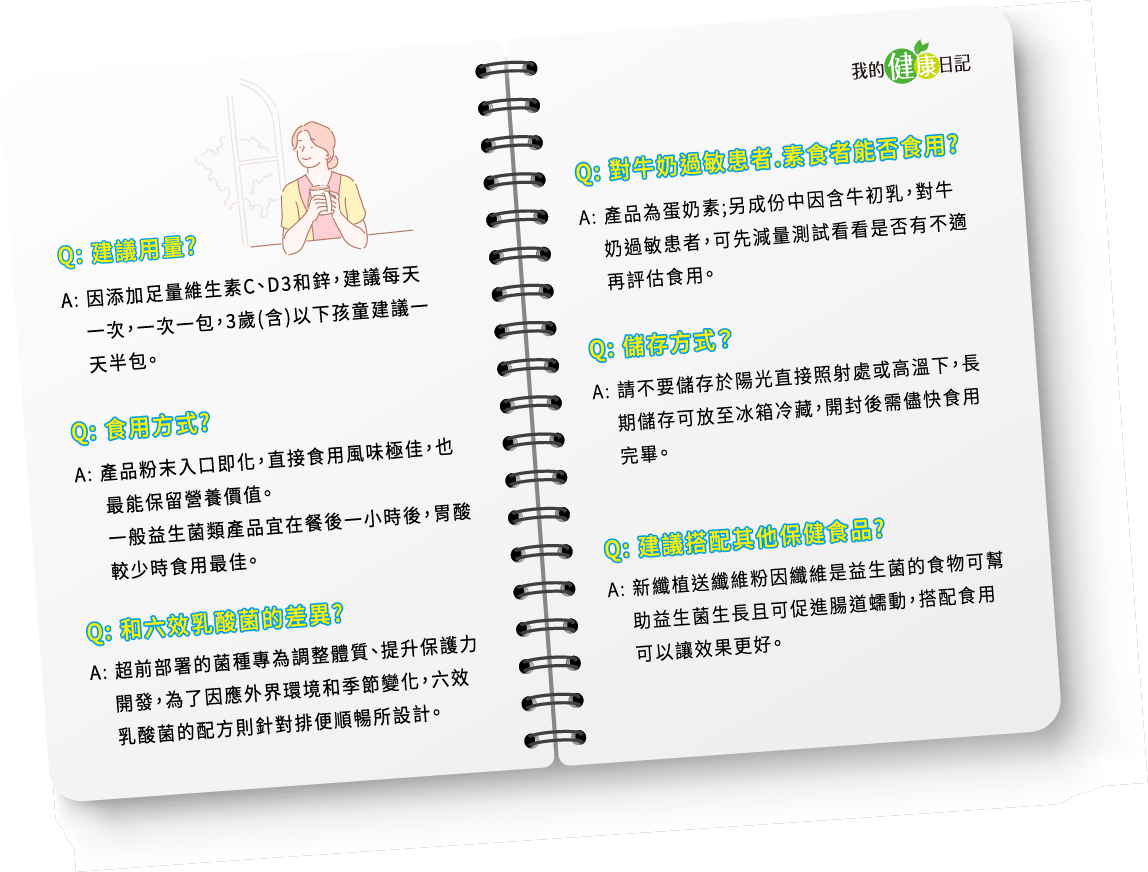 Q: 建議用量?
A: 因添加足量維生素C、D3和鋅，建議每天
一次，一次一包，3歲(含)以下孩童建議一
天半包。
Q: 食用方式?
A: 產品粉末入口即化，直接食用風味極佳，也
最能保留營養價值。
一般益生菌類產品宜在餐後一小時後，胃酸
較少時食用最佳。
Q: 和六效乳酸菌的差異?
A: 超前部署的菌種專為調整體質、提升保護力
開發，為了因應外界環境和季節變化，六效
乳酸菌的配方則針對排便順暢所設計。
我的健康日記
Q: 對牛奶過敏患者.素食者能否食用?
A: 產品為蛋奶素;另成份中因含牛初乳，對牛
奶過敏患者，可先減量測試看看是否有不適
再評估食用。
Q: 儲存方式？
A: 請不要儲存於陽光直接照射處或高溫下，長
期儲存可放至冰箱冷藏，開封後需儘快食用
完畢。
Q: 建議搭配其他保健食品?
A: 新纖植送纖維粉因纖維是益生菌的食物可幫
助益生菌生長且可促進腸道蠕動，搭配食用
可以讓效果更好。